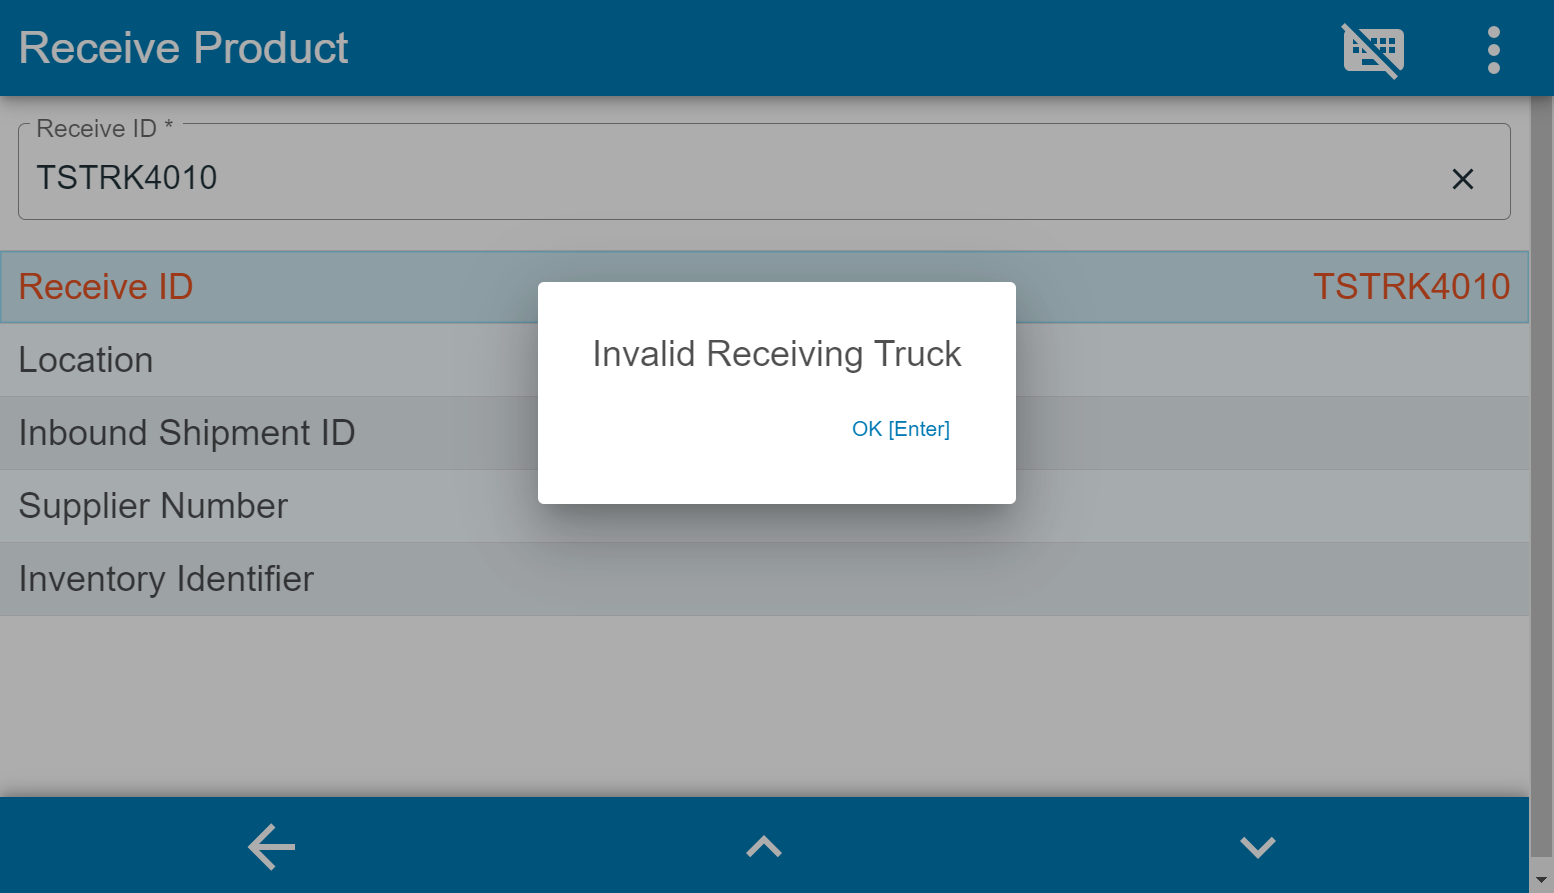 Receive Product
Receive ID *
TSTRK4010
Receive ID TSTRK4010
Location
Inbound Shipment ID
Supplier Number
Inventory Identifier
Invalid Receiving Truck
OK [Enter]